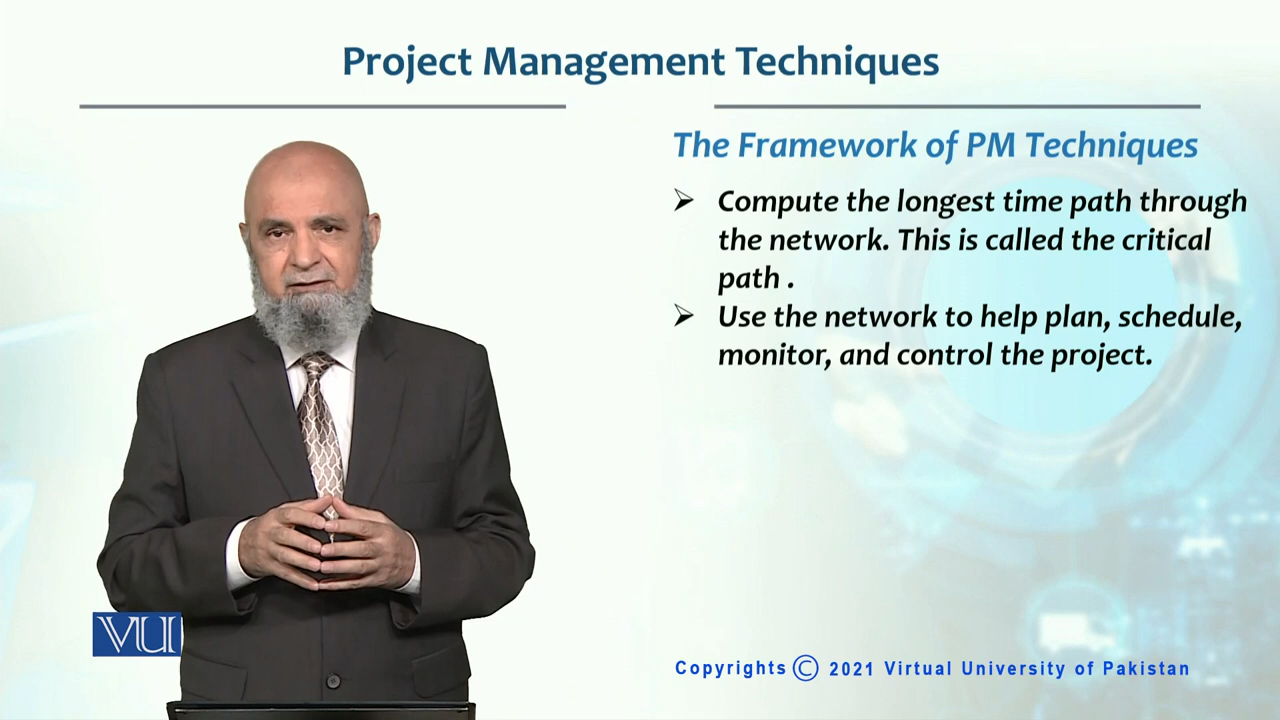 Project Management Techniques
The Framework of PM Techniques
➢ Compute the longest time path through
the network. This is called the critical
path .
➢ Use the network to help plan, schedule,
monitor, and control the project.
VU
Copyrights © 2021 Virtual University of Pakistan